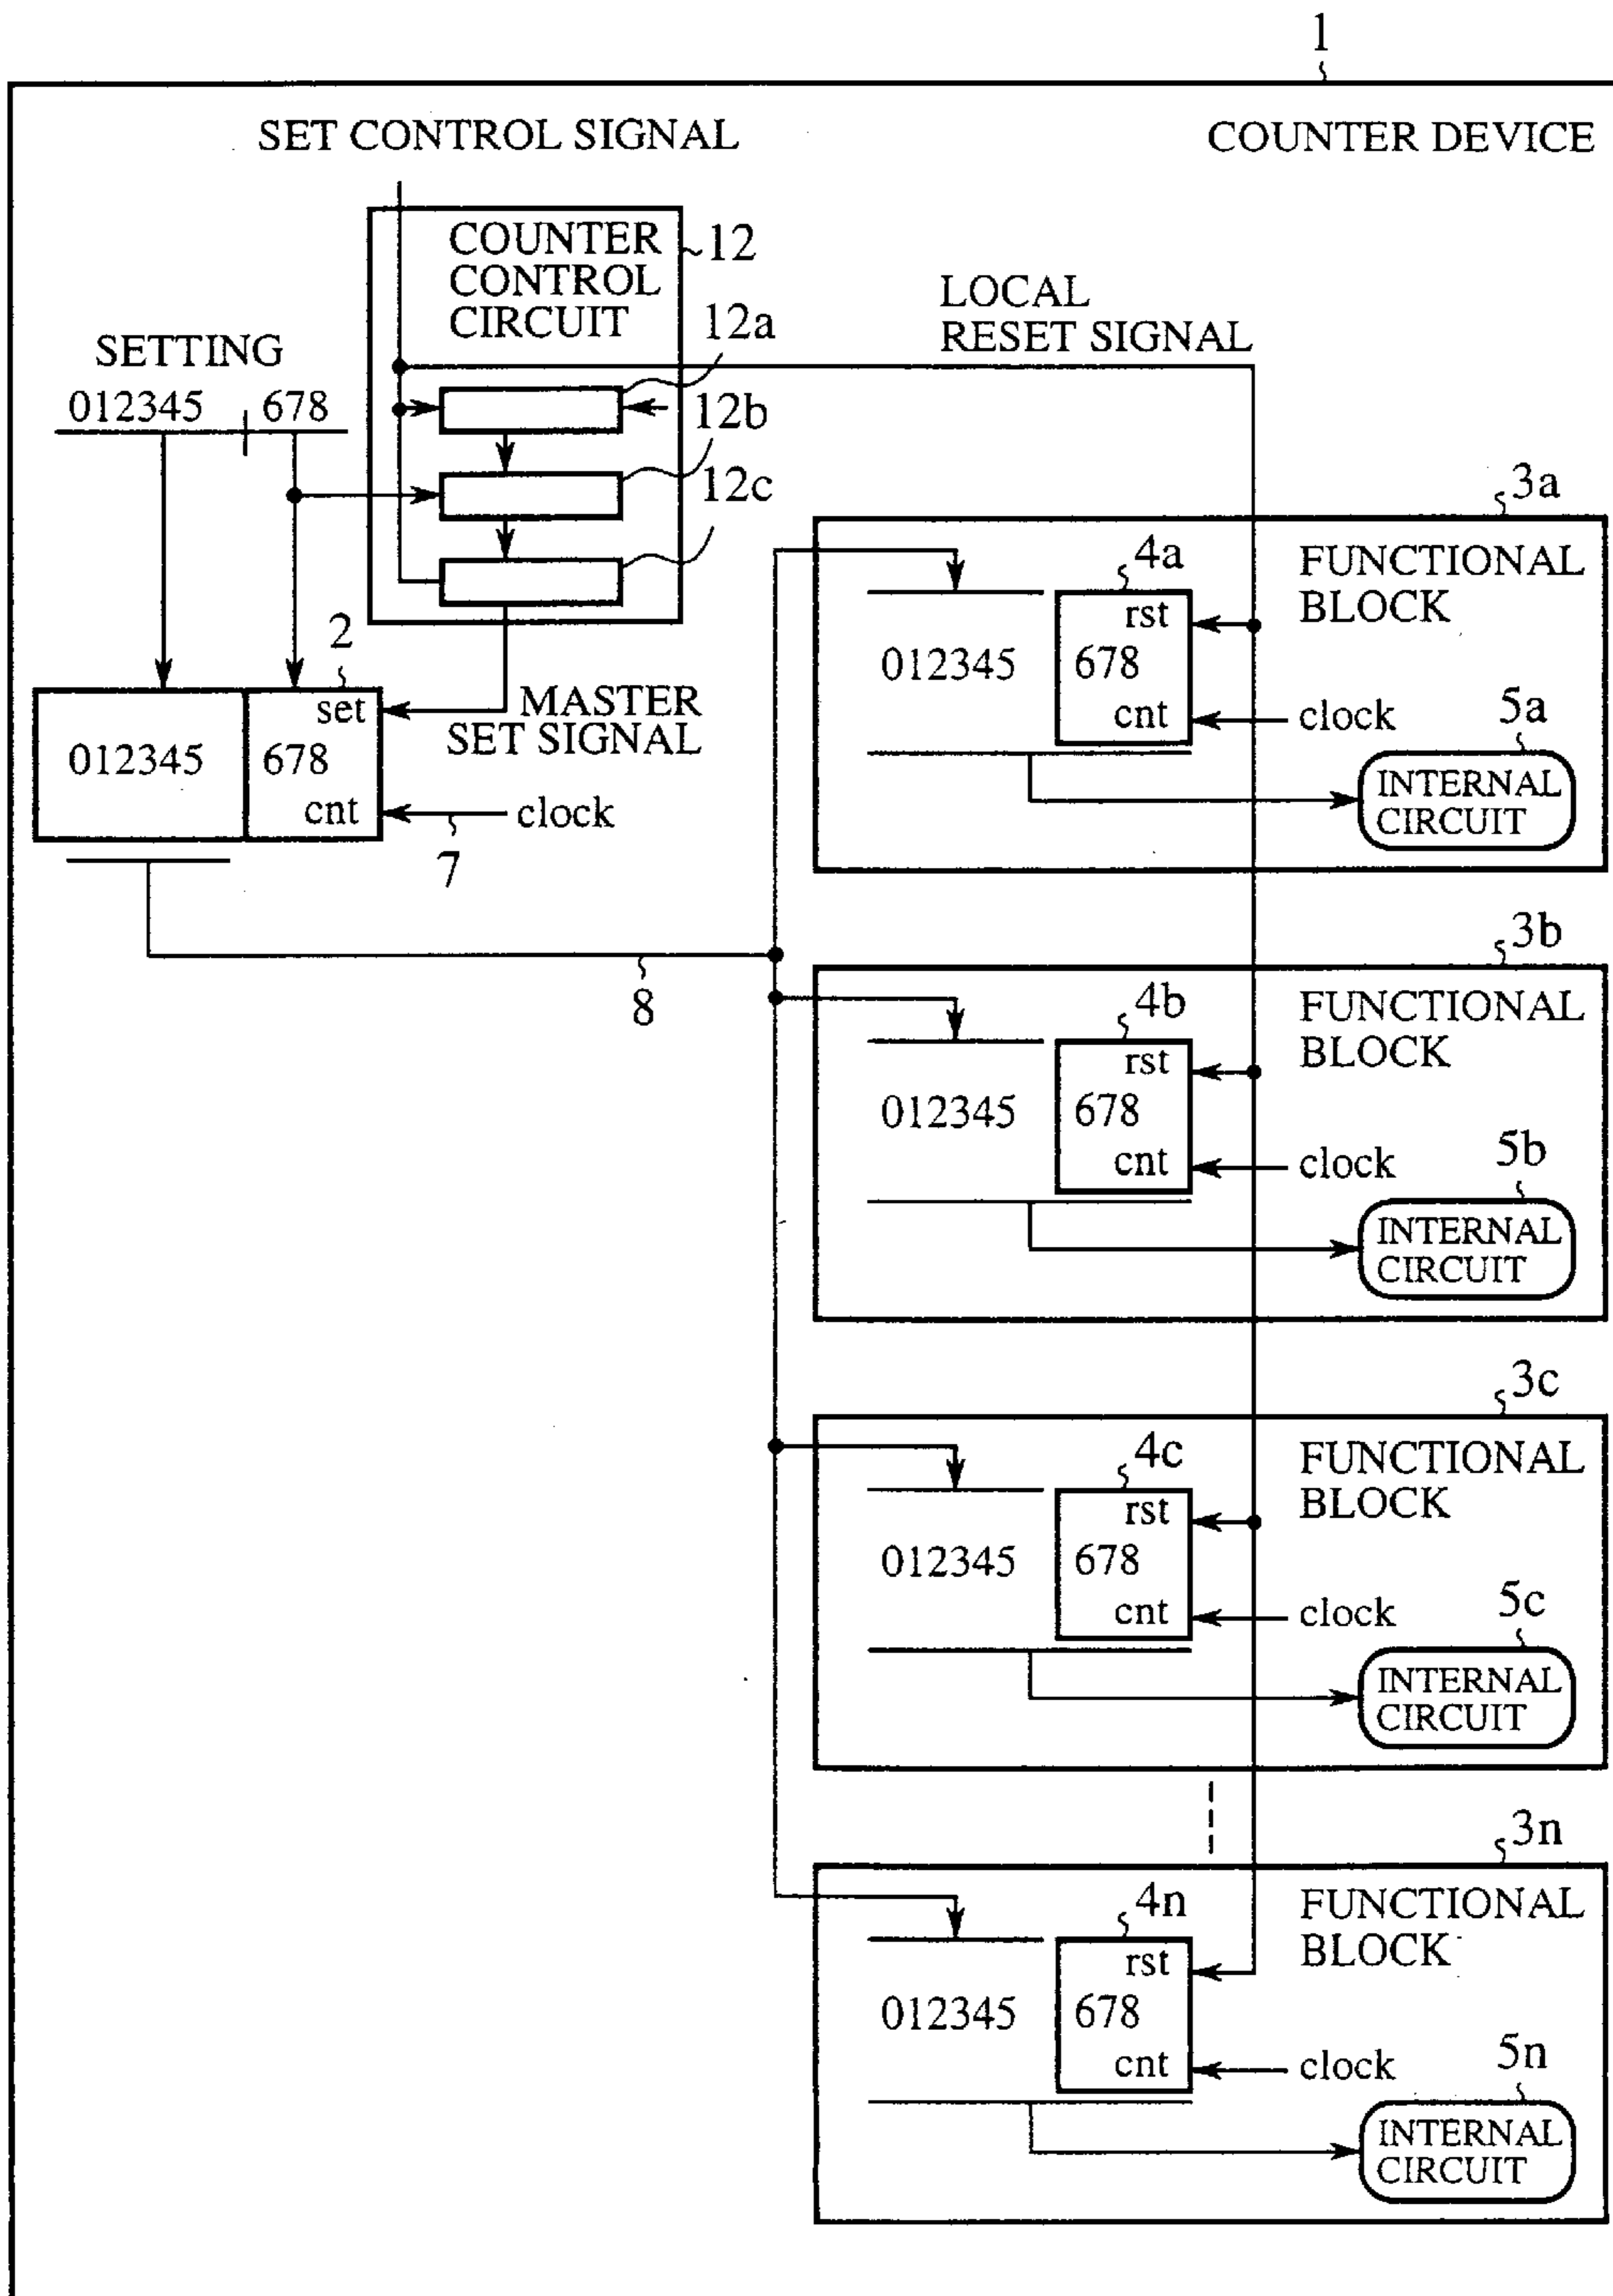 1
SET CONTROL SIGNAL
COUNTER DEVICE
COUNTER
CONTROL
CIRCUIT
12
12a
12b
12c
LOCAL
RESET SIGNAL
SETTING
012345
678
2
set
012345
678
cnt
MASTER
SET SIGNAL
clock
7
8
3a
FUNCTIONAL
BLOCK
4a
rst
012345
678
cnt
clock
5a
INTERNAL
CIRCUIT
3b
FUNCTIONAL
BLOCK
4b
rst
012345
678
cnt
clock
5b
INTERNAL
CIRCUIT
3c
FUNCTIONAL
BLOCK
4c
rst
012345
678
cnt
clock
5c
INTERNAL
CIRCUIT
3n
FUNCTIONAL
BLOCK
4n
rst
012345
678
cnt
clock
5n
INTERNAL
CIRCUIT